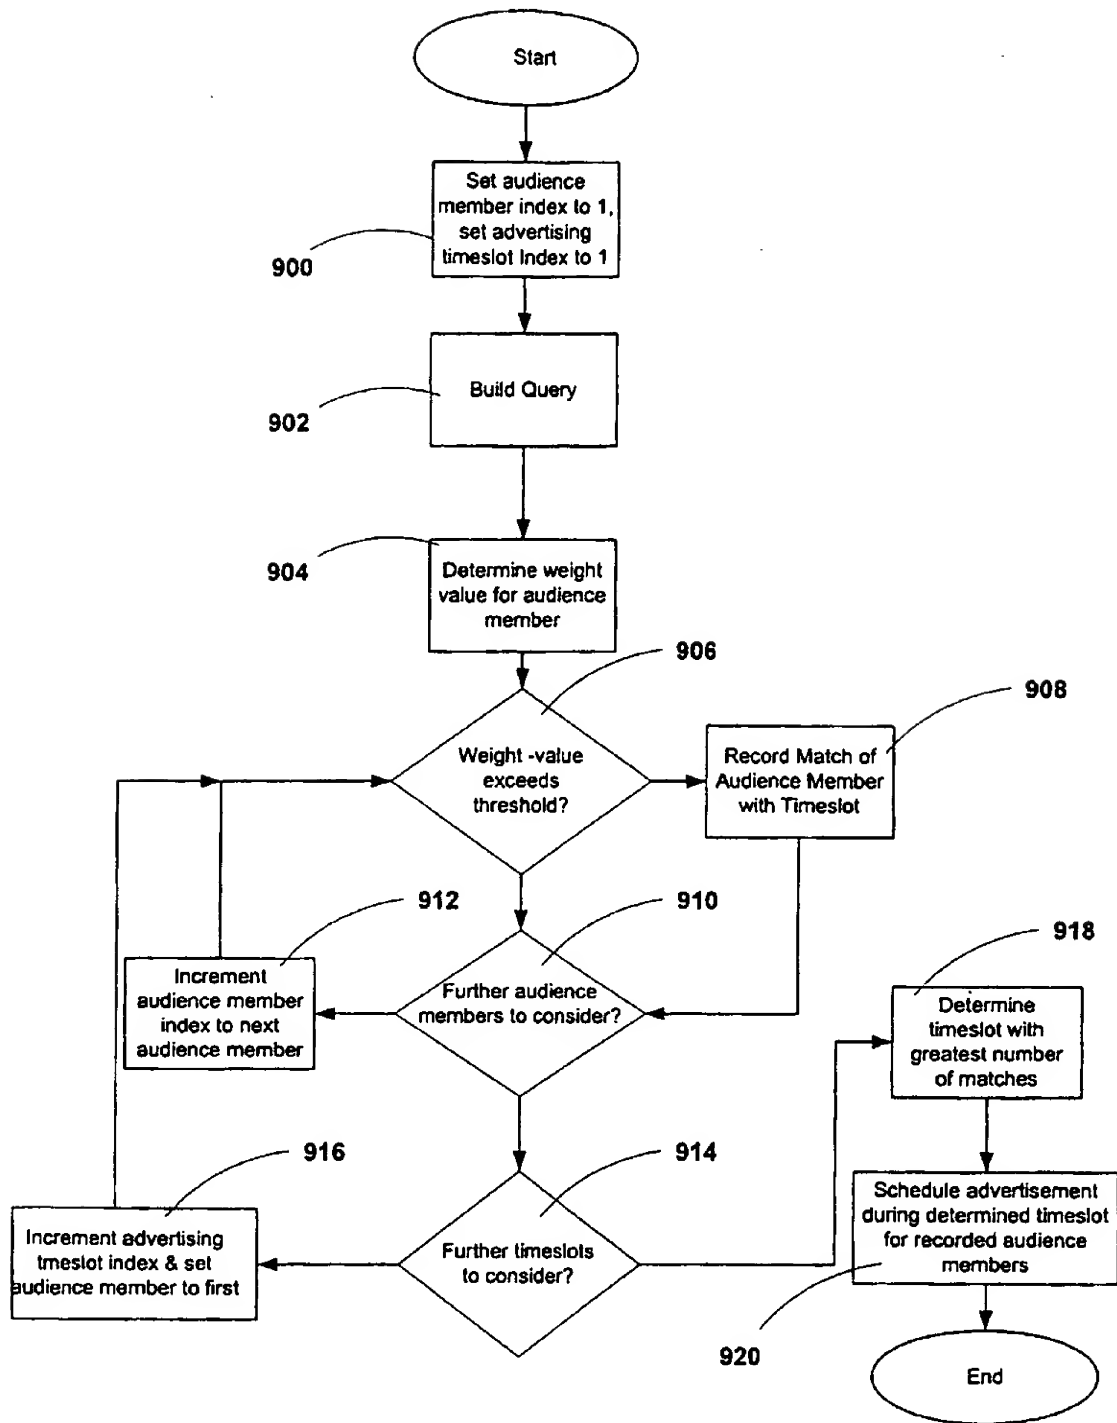 Start
Set audience
member index to 1,
set advertising
timeslot Index to 1
900
Build Query
902
904
Determine weight
value for audience
member
906
908
Weight -value
exceeds
threshold?
Record Match of
Audience Member
with Timeslot
912
910
918
Increment
audience member
index to next
audience member
Further audience
members to consider?
Determine
timeslot with
greatest number
of matches
916
914
Increment advertising
tmeslot index & set
audience member to first
Further timeslots
to consider?
Schedule advertisement
during determined timeslot
for recorded audience
members
920
End